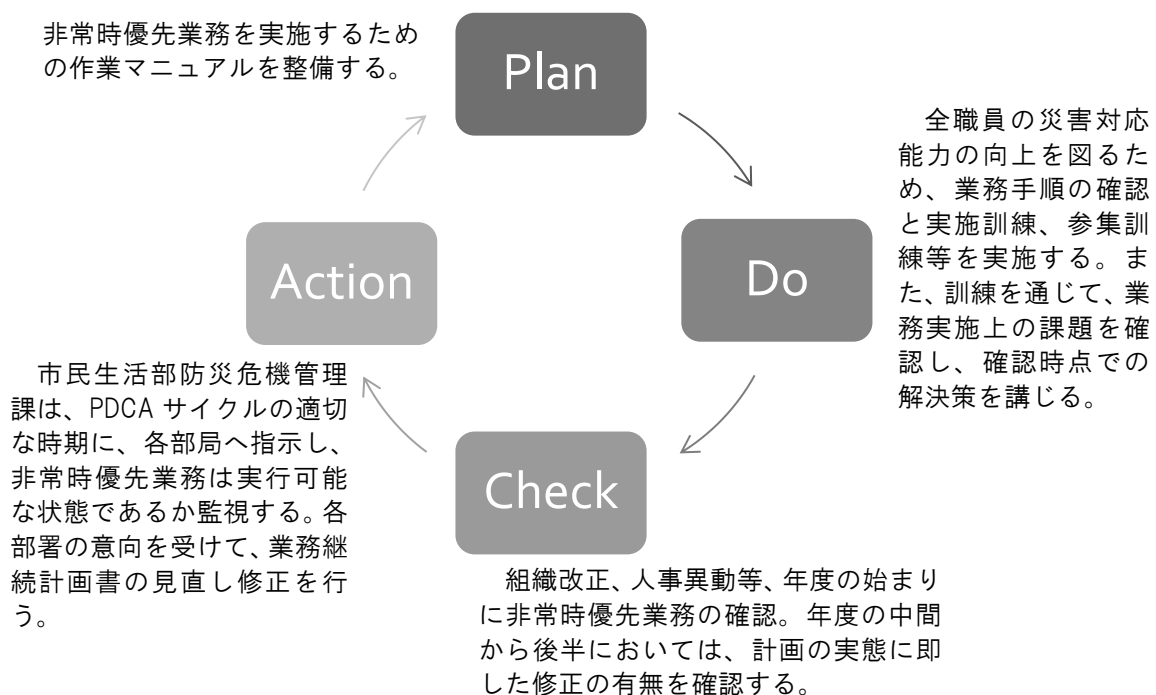 非常時優先業務を実施するため
の作業マニュアルを整備する。
Plan
全職員の災害対応
能力の向上を図るた
め、業務手順の確認
と実施訓練、参集訓
練等を実施する。ま
た、訓練を通じて、業
務実施上の課題を確
認し、確認時点での
解決策を講じる。
Do
Check
組織改正、人事異動等、年度の始まり
に非常時優先業務の確認。年度の中間
から後半においては、計画の実態に即
した修正の有無を確認する。
Action
市民生活部防災危機管理
課は、PDCA サイクルの適切
な時期に、各部局へ指示し、
非常時優先業務は実行可能
な状態であるか監視する。各
部署の意向を受けて、業務継
続計画書の見直し修正を行
う。